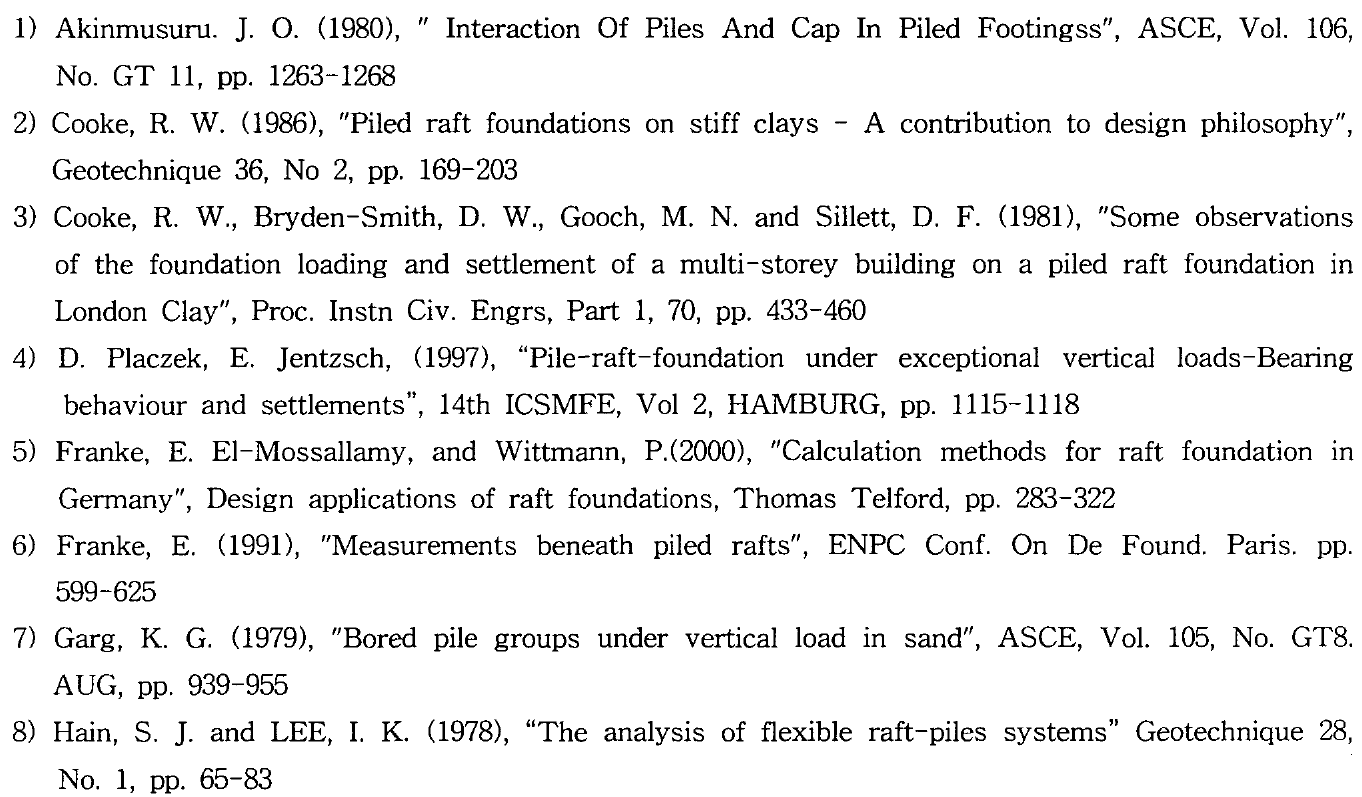 1) Akinmusuru. J. O. (1980), " Interaction Of Piles And Cap In Piled Footingss", ASCE, Vol. 106,
No. GT 11, pp. 1263-1268
2) Cooke, R. W. (1986), "Piled raft foundations on stiff clays - A contribution to design philosophy",
Geotechnique 36, No 2, pp. 169-203
3) Cooke, R. W., Bryden-Smith, D. W., Gooch, M. N. and Sillett, D. F. (1981), "Some observations
of the foundation loading and settlement of a multi-storey building on a piled raft foundation in
London Clay", Proc. Instn Civ. Engrs, Part 1, 70, pp. 433-460
4) D. Placzek, E. Jentzsch, (1997), “Pile-raft-foundation under exceptional vertical loads-Bearing
behaviour and settlements”, 14th ICSMFE, Vol 2, HAMBURG, pp. 1115-1118
5) Franke, E. El-Mossallamy, and Wittmann, P.(2000), "Calculation methods for raft foundation in
Germany", Design applications of raft foundations, Thomas Telford, pp. 283-322
6) Franke, E. (1991), "Measurements beneath piled rafts", ENPC Conf. On De Found. Paris. pp.
599-625
7) Garg, K. G. (1979), "Bored pile groups under vertical load in sand", ASCE, Vol. 105, No. GT8.
AUG, pp. 939-955
8) Hain, S. J. and LEE, I. K. (1978), “The analysis of flexible raft-piles systems” Geotechnique 28,
No. 1, pp. 65-83